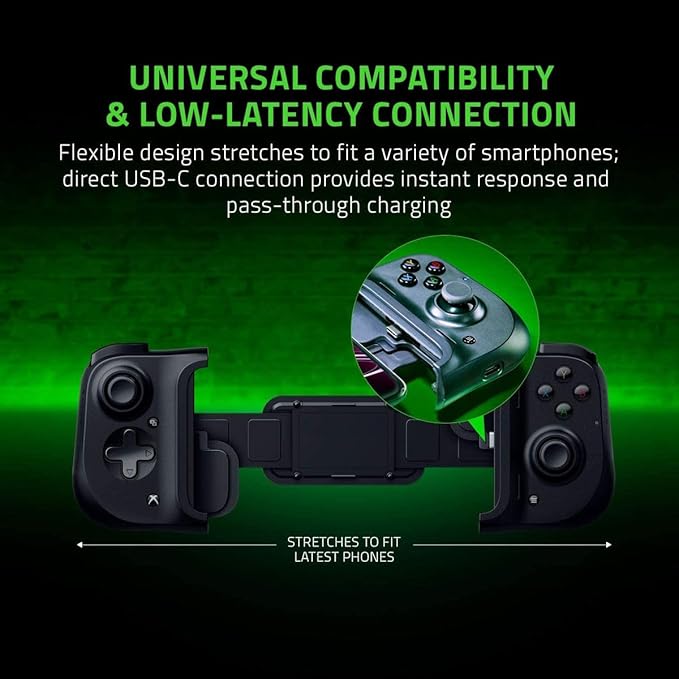 UNIVERSAL COMPATIBILITY
& LOW-LATENCY CONNECTION
Flexible design stretches to fit a variety of smartphones;
direct USB-C connection provides instant response and
pass-through charging
STRETCHES TO FIT
LATEST PHONES